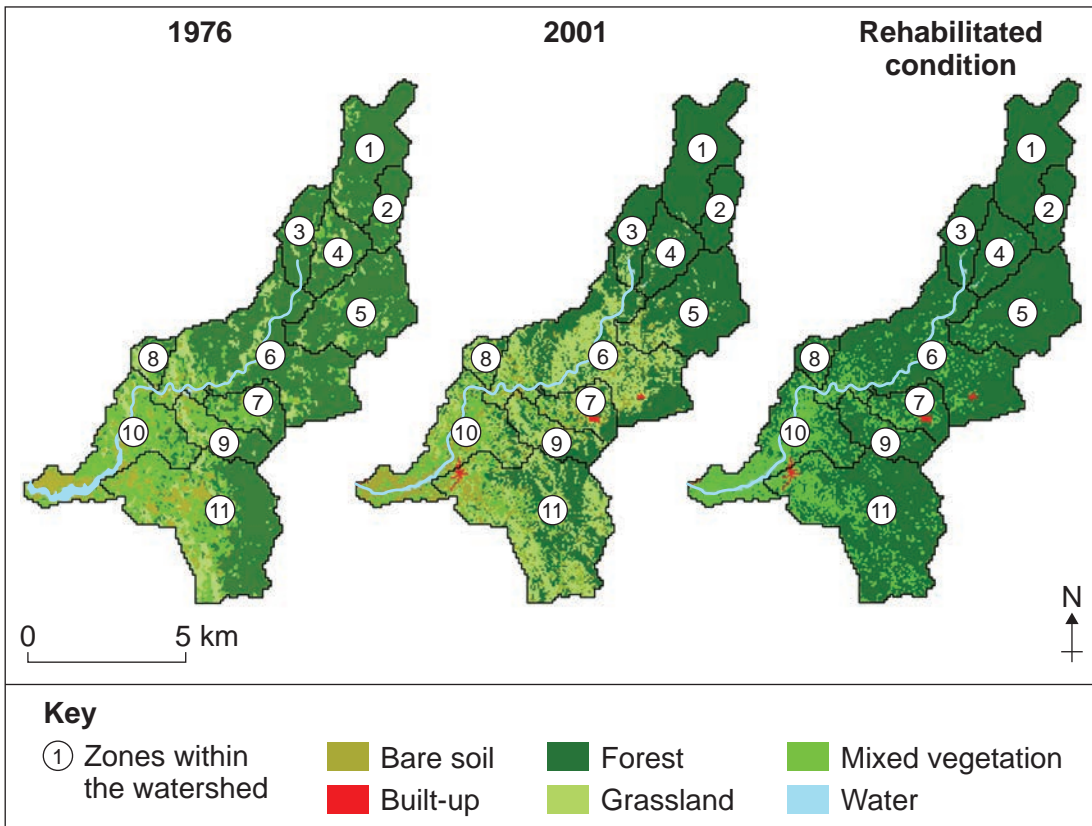 1976
2001
Rehabilitated
condition
1
2
3
4
5
6
7
8
9
10
11
1
2
3
4
5
6
7
8
9
10
11
1
2
3
4
5
6
7
8
9
10
11
0 5 km
N
Key
1 Zones within
the watershed
Bare soil
Forest
Mixed vegetation
Built-up
Grassland
Water